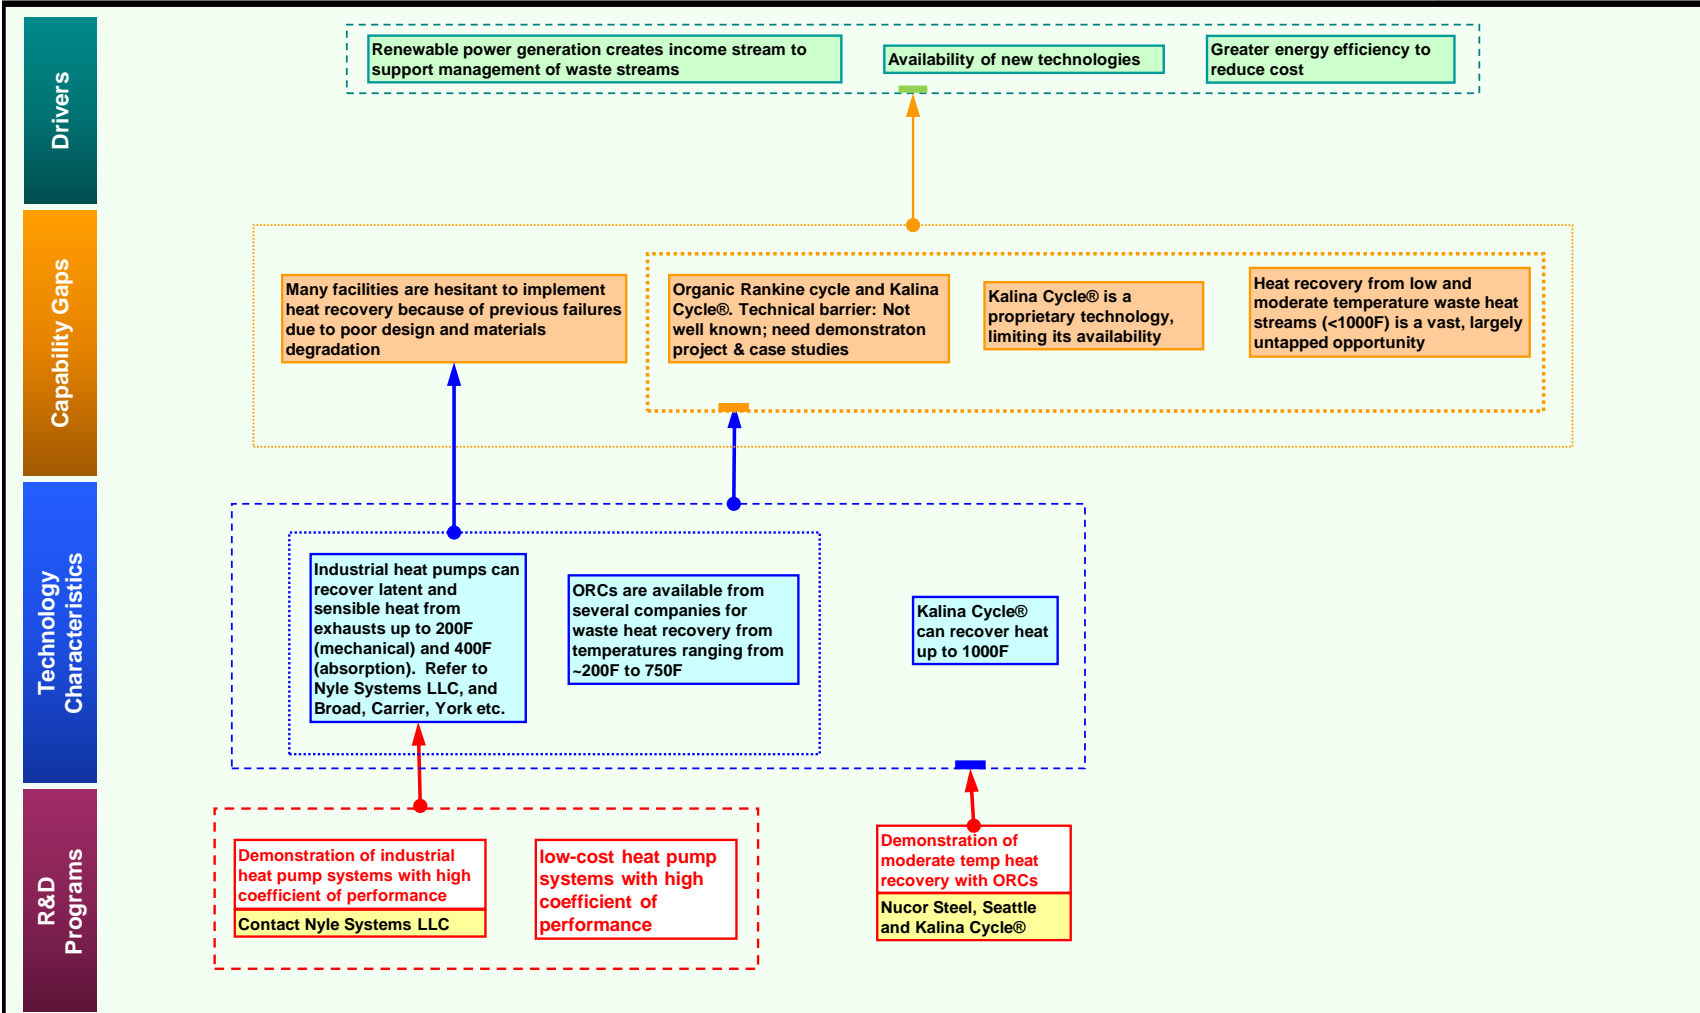 Drivers
Renewable power generation creates income stream to
support management of waste streams
Availability of new technologies
Greater energy efficiency to
reduce cost
Capability Gaps
Many facilities are hesitant to implement
heat recovery because of previous failures
due to poor design and materials
degradation
Organic Rankine cycle and Kalina
Cycle®. Technical barrier: Not
well known; need demonstraton
project & case studies
Kalina Cycle® is a
proprietary technology,
limiting its availability
Heat recovery from low and
moderate temperature waste heat
streams (<1000F) is a vast, largely
untapped opportunity
Technology
Characteristics
Industrial heat pumps can
recover latent and
sensible heat from
exhausts up to 200F
(mechanical) and 400F
(absorption).  Refer to
Nyle Systems LLC, and
Broad, Carrier, York etc.
ORCs are available from
several companies for
waste heat recovery from
temperatures ranging from
~200F to 750F
Kalina Cycle®
can recover heat
up to 1000F
R&D
Programs
Demonstration of industrial
heat pump systems with high
coefficient of performance
Contact Nyle Systems LLC
low-cost heat pump
systems with high
coefficient of
performance
Demonstration of
moderate temp heat
recovery with ORCs
Nucor Steel, Seattle
and Kalina Cycle®